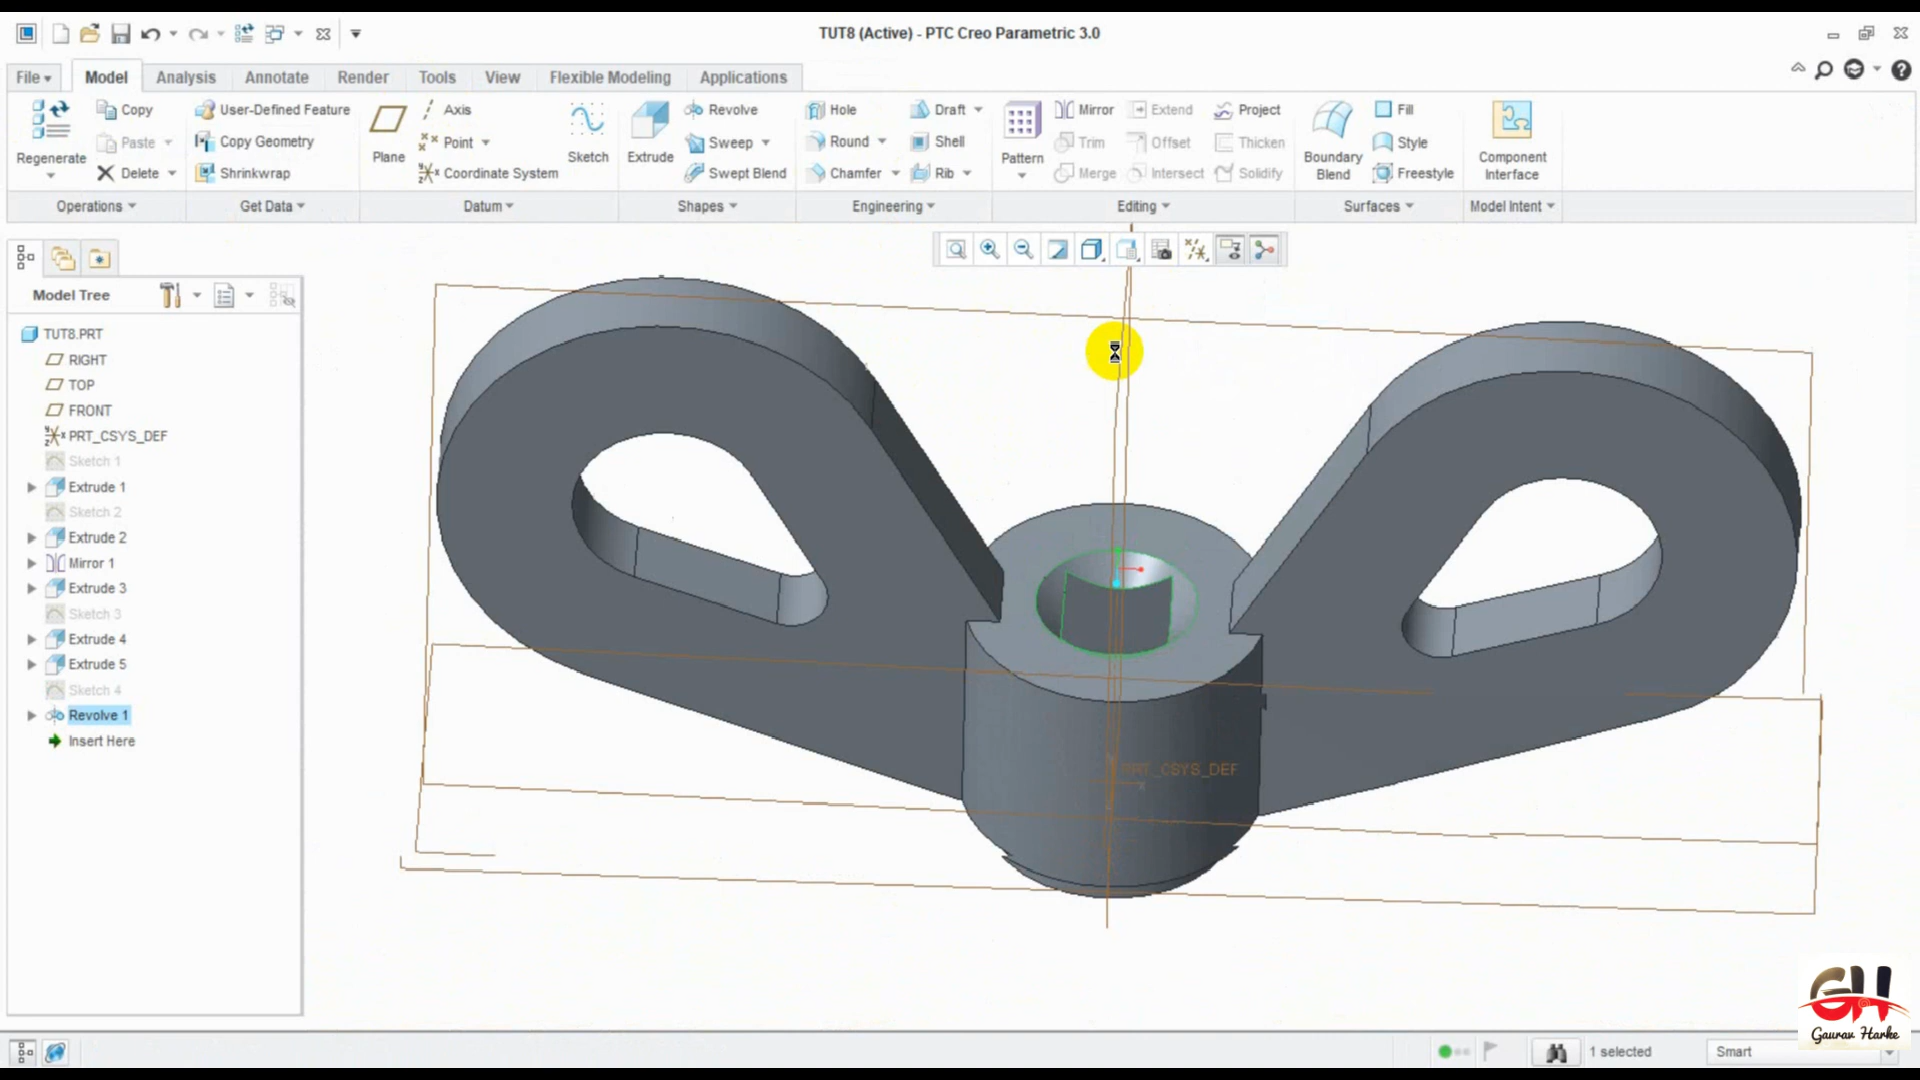 TUT8 (Active) - PTC Creo Parametric 3.0
File
Model
Analysis
Annotate
Render
Tools
View
Flexible Modeling
Applications
Regenerate
Copy
Paste
Delete
Operations
User-Defined Feature
Copy Geometry
Shrinkwrap
Get Data
Plane
Axis
Point
Coordinate System
Sketch
Datum
Extrude
Revolve
Sweep
Swept Blend
Shapes
Hole
Round
Chamfer
Draft
Shell
Rib
Engineering
Pattern
Mirror
Trim
Merge
Extend
Offset
Intersect
Project
Thicken
Solidify
Editing
Boundary
Blend
Fill
Style
Freestyle
Surfaces
Component
Interface
Model Intent
Model Tree
TUT8.PRT
RIGHT
TOP
FRONT
PRT_CSYS_DEF
Sketch 1
Extrude 1
Sketch 2
Extrude 2
Mirror 1
Extrude 3
Sketch 3
Extrude 4
Extrude 5
Sketch 4
Revolve 1
Insert Here
PRT_CSYS_DEF
X
GH
Gaurav Harke
1 selected
Smart